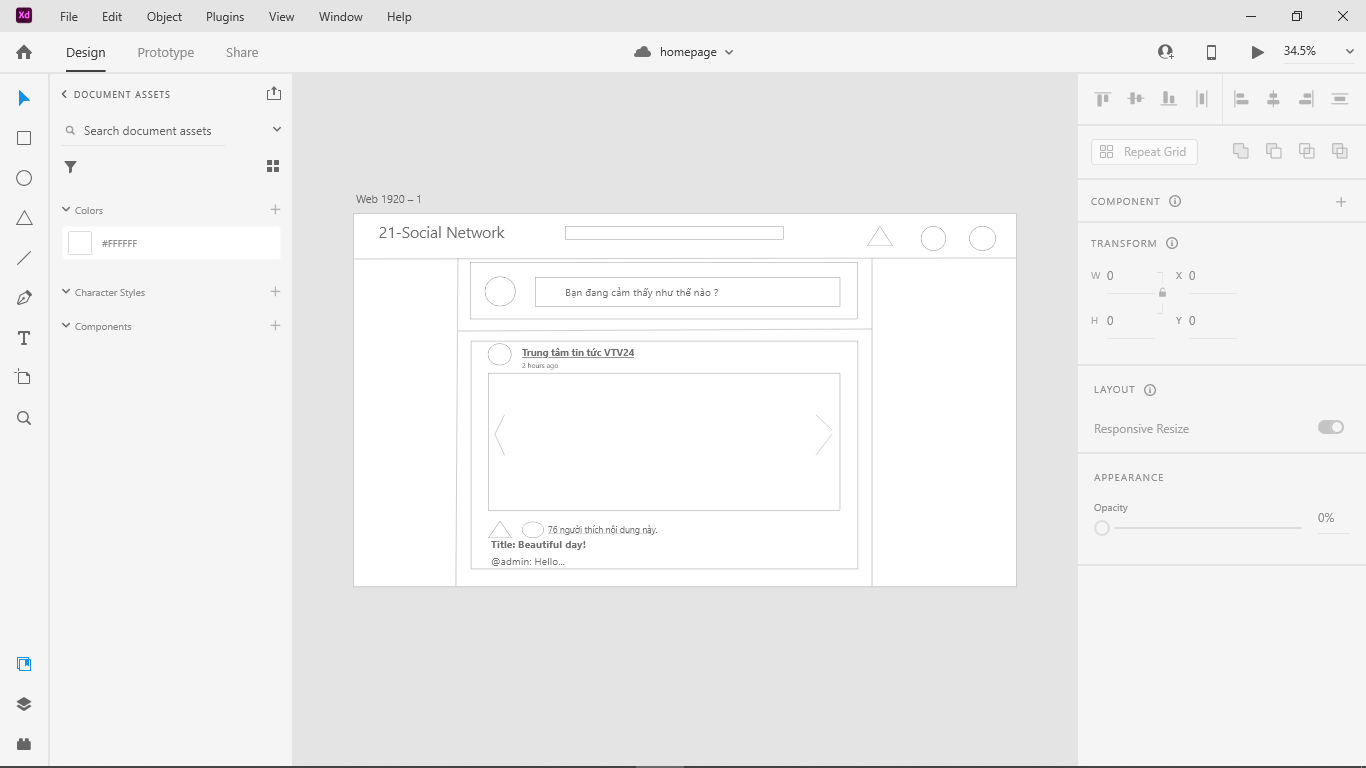 Xd File Edit Object Plugins View Window Help
Design Prototype Share homepage 34.5%
DOCUMENT ASSETS
Search document assets
Colors
#FFFFFF
Character Styles
Components
Web 1920 – 1
21-Social Network
Bạn đang cảm thấy như thế nào ?
Trung tâm tin tức VTV24
2 hours ago
76 người thích nội dung này.
Title: Beautiful day!
@admin: Hello...
Repeat Grid
COMPONENT
TRANSFORM
W 0 X 0
H 0 Y 0
LAYOUT
Responsive Resize
APPEARANCE
Opacity
0%